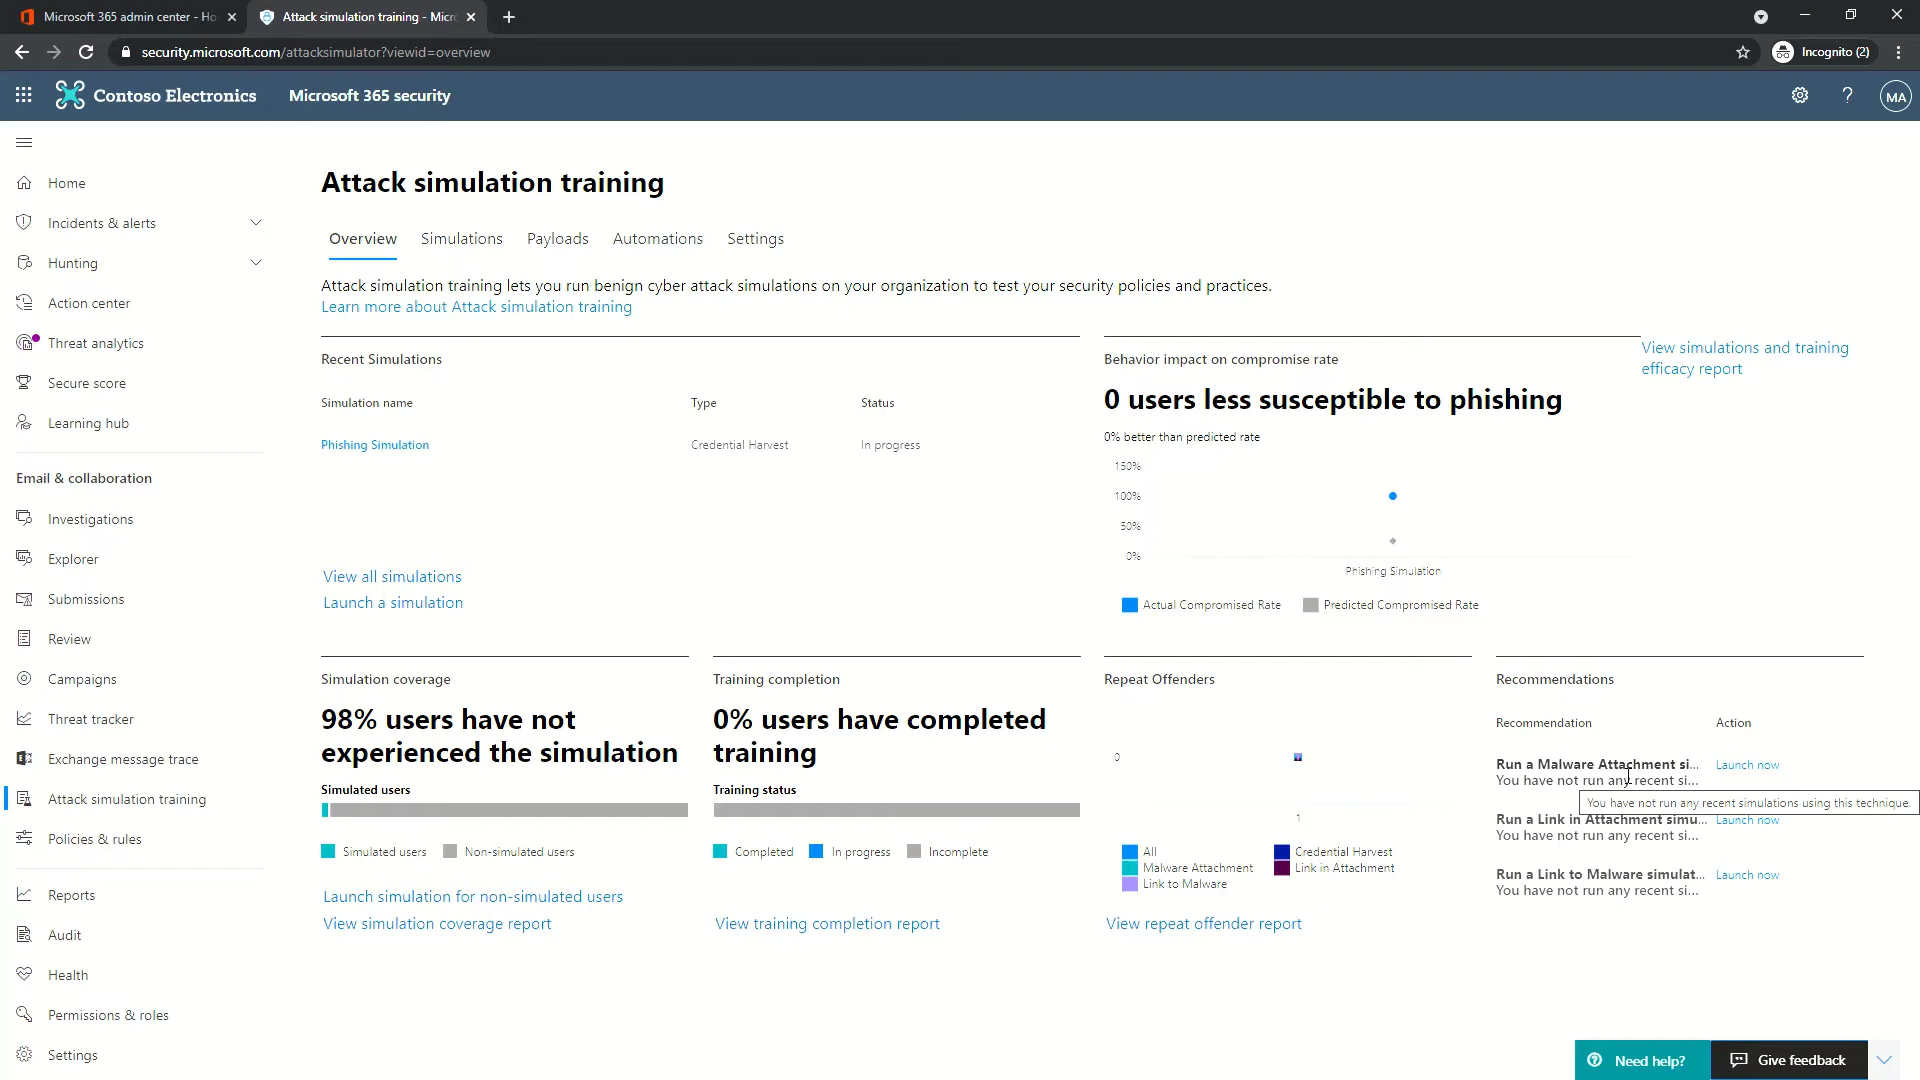 Microsoft 365 admin center - Ho
Attack simulation training - Micro
security.microsoft.com/attacksimulator?viewid=overview
Incognito (2)
Contoso Electronics
Microsoft 365 security
MA
Home
Incidents & alerts
Hunting
Action center
Threat analytics
Secure score
Learning hub
Email & collaboration
Investigations
Explorer
Submissions
Review
Campaigns
Threat tracker
Exchange message trace
Attack simulation training
Policies & rules
Reports
Audit
Health
Permissions & roles
Settings
Attack simulation training
Overview Simulations Payloads Automations Settings
Attack simulation training lets you run benign cyber attack simulations on your organization to test your security policies and practices.
Learn more about Attack simulation training
Recent Simulations
Simulation name Type Status
Phishing Simulation Credential Harvest In progress
View all simulations
Launch a simulation
Behavior impact on compromise rate
View simulations and training
efficacy report
0 users less susceptible to phishing
0% better than predicted rate
150%
100%
50%
0%
Phishing Simulation
Actual Compromised Rate Predicted Compromised Rate
Simulation coverage
98% users have not
experienced the simulation
Simulated users
Simulated users Non-simulated users
Launch simulation for non-simulated users
View simulation coverage report
Training completion
0% users have completed
training
Training status
Completed In progress Incomplete
View training completion report
Repeat Offenders
0
1
All Credential Harvest
Malware Attachment Link in Attachment
Link to Malware
View repeat offender report
Recommendations
Recommendation Action
Run a Malware Attachment si... Launch now
You have not run any recent si...
You have not run any recent simulations using this technique.
Run a Link in Attachment simu... Launch now
You have not run any recent si...
Run a Link to Malware simulat... Launch now
You have not run any recent si...
Need help?
Give feedback